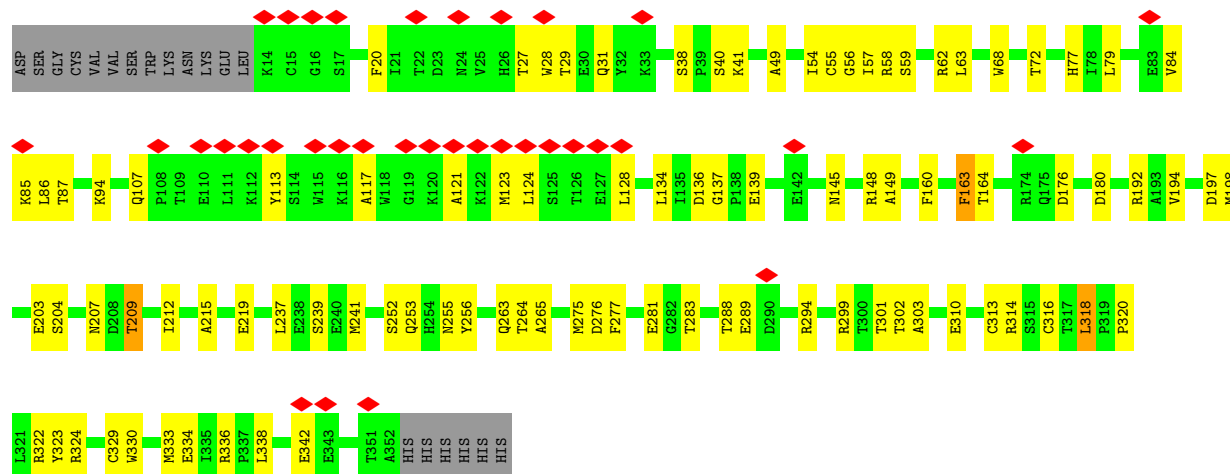 ASP SER GLY CYS VAL VAL SER TRP LYS ASN LYS GLU LEU K14 C15 G16 S17 F20 I21 T22 D23 N24 V25 H26 T27 W28 T29 E30 Q31 Y32 K33 S38 P39 S40 K41 A49 I54 C55 G56 I57 R58 S59 R62 L63 W68 T72 H77 I78 L79 E83 V84
K85 L86 T87 K94 Q107 P108 T109 E110 L111 K112 Y113 S114 W115 K116 A117 W118 G119 K120 A121 K122 M123 L124 S125 T126 E127 L128 L134 I135 D136 G137 P138 E139 E142 N145 R148 A149 F160 F163 T164 R174 Q175 D176 D180 R192 A193 V194 D197
E203 S204 N207 D208 T209 I212 A215 E219 L237 E238 S239 E240 M241 S252 Q253 H254 N255 Y256 Q263 T264 A265 M275 D276 F277 E281 G282 T283 T288 E289 D290 R294 R299 T300 T301 T302 A303 E310 C313 R314 S315 C316 T317 L318 P319 P320
L321 R322 Y323 R324 C329 W330 M333 E334 I335 R336 P337 L338 E342 E343 T351 A352 HIS HIS HIS HIS HIS HIS